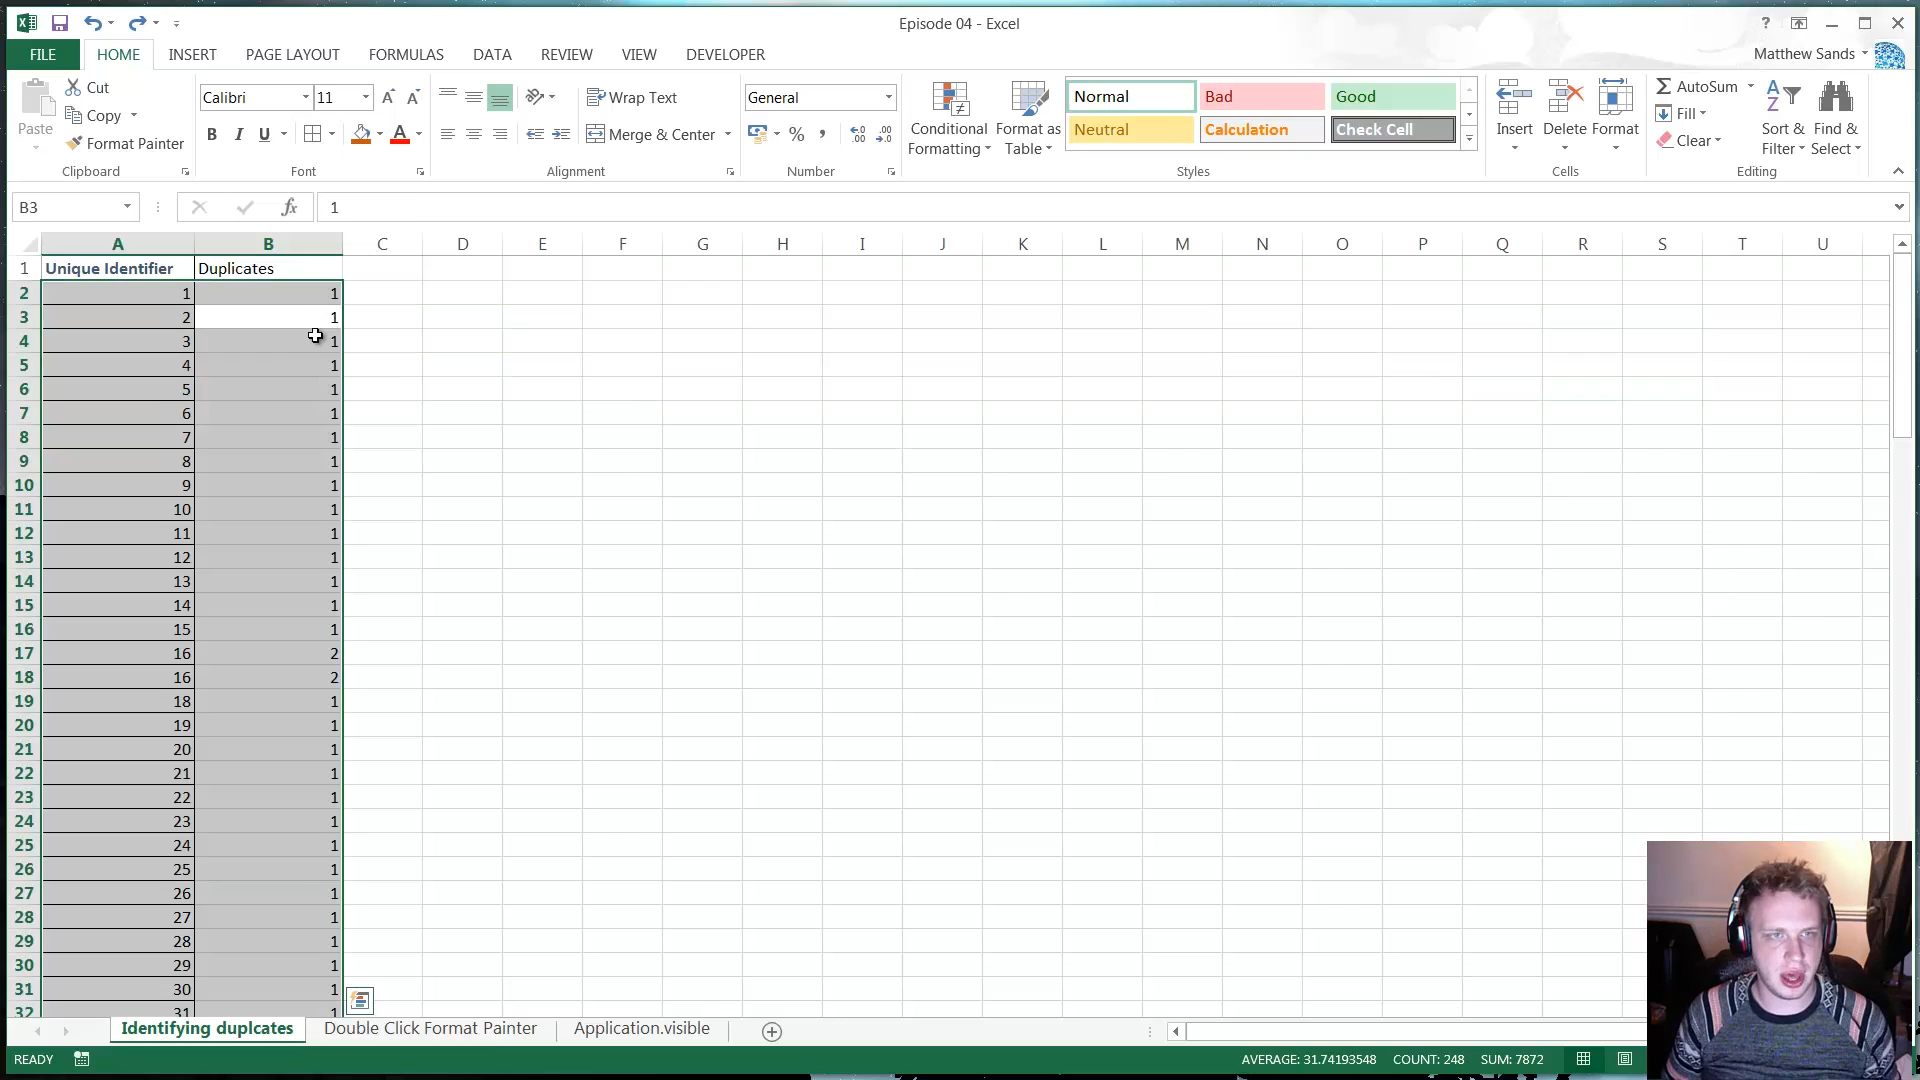 Episode 04 - Excel
?
FILE HOME INSERT PAGE LAYOUT FORMULAS DATA REVIEW VIEW DEVELOPER Matthew Sands
Paste Cut Copy Format Painter Clipboard
Calibri 11 A A B I U A Font
Wrap Text Merge & Center Alignment
General % , .0 .00 .00 .0 Number
Conditional Formatting Format as Table Normal Bad Good Neutral Calculation Check Cell Styles
Insert Delete Format Cells
AutoSum Fill Clear Sort & Filter Find & Select Editing
B3 fx 1
A B C D E F G H I J K L M N O P Q R S T U
1 Unique Identifier Duplicates
2 1 1
3 2 1
4 3 1
5 4 1
6 5 1
7 6 1
8 7 1
9 8 1
10 9 1
11 10 1
12 11 1
13 12 1
14 13 1
15 14 1
16 15 1
17 16 2
18 16 2
19 18 1
20 19 1
21 20 1
22 21 1
23 22 1
24 23 1
25 24 1
26 25 1
27 26 1
28 27 1
29 28 1
30 29 1
31 30 1
32 31 1
Identifying duplcates Double Click Format Painter Application.visible
READY AVERAGE: 31.74193548 COUNT: 248 SUM: 7872